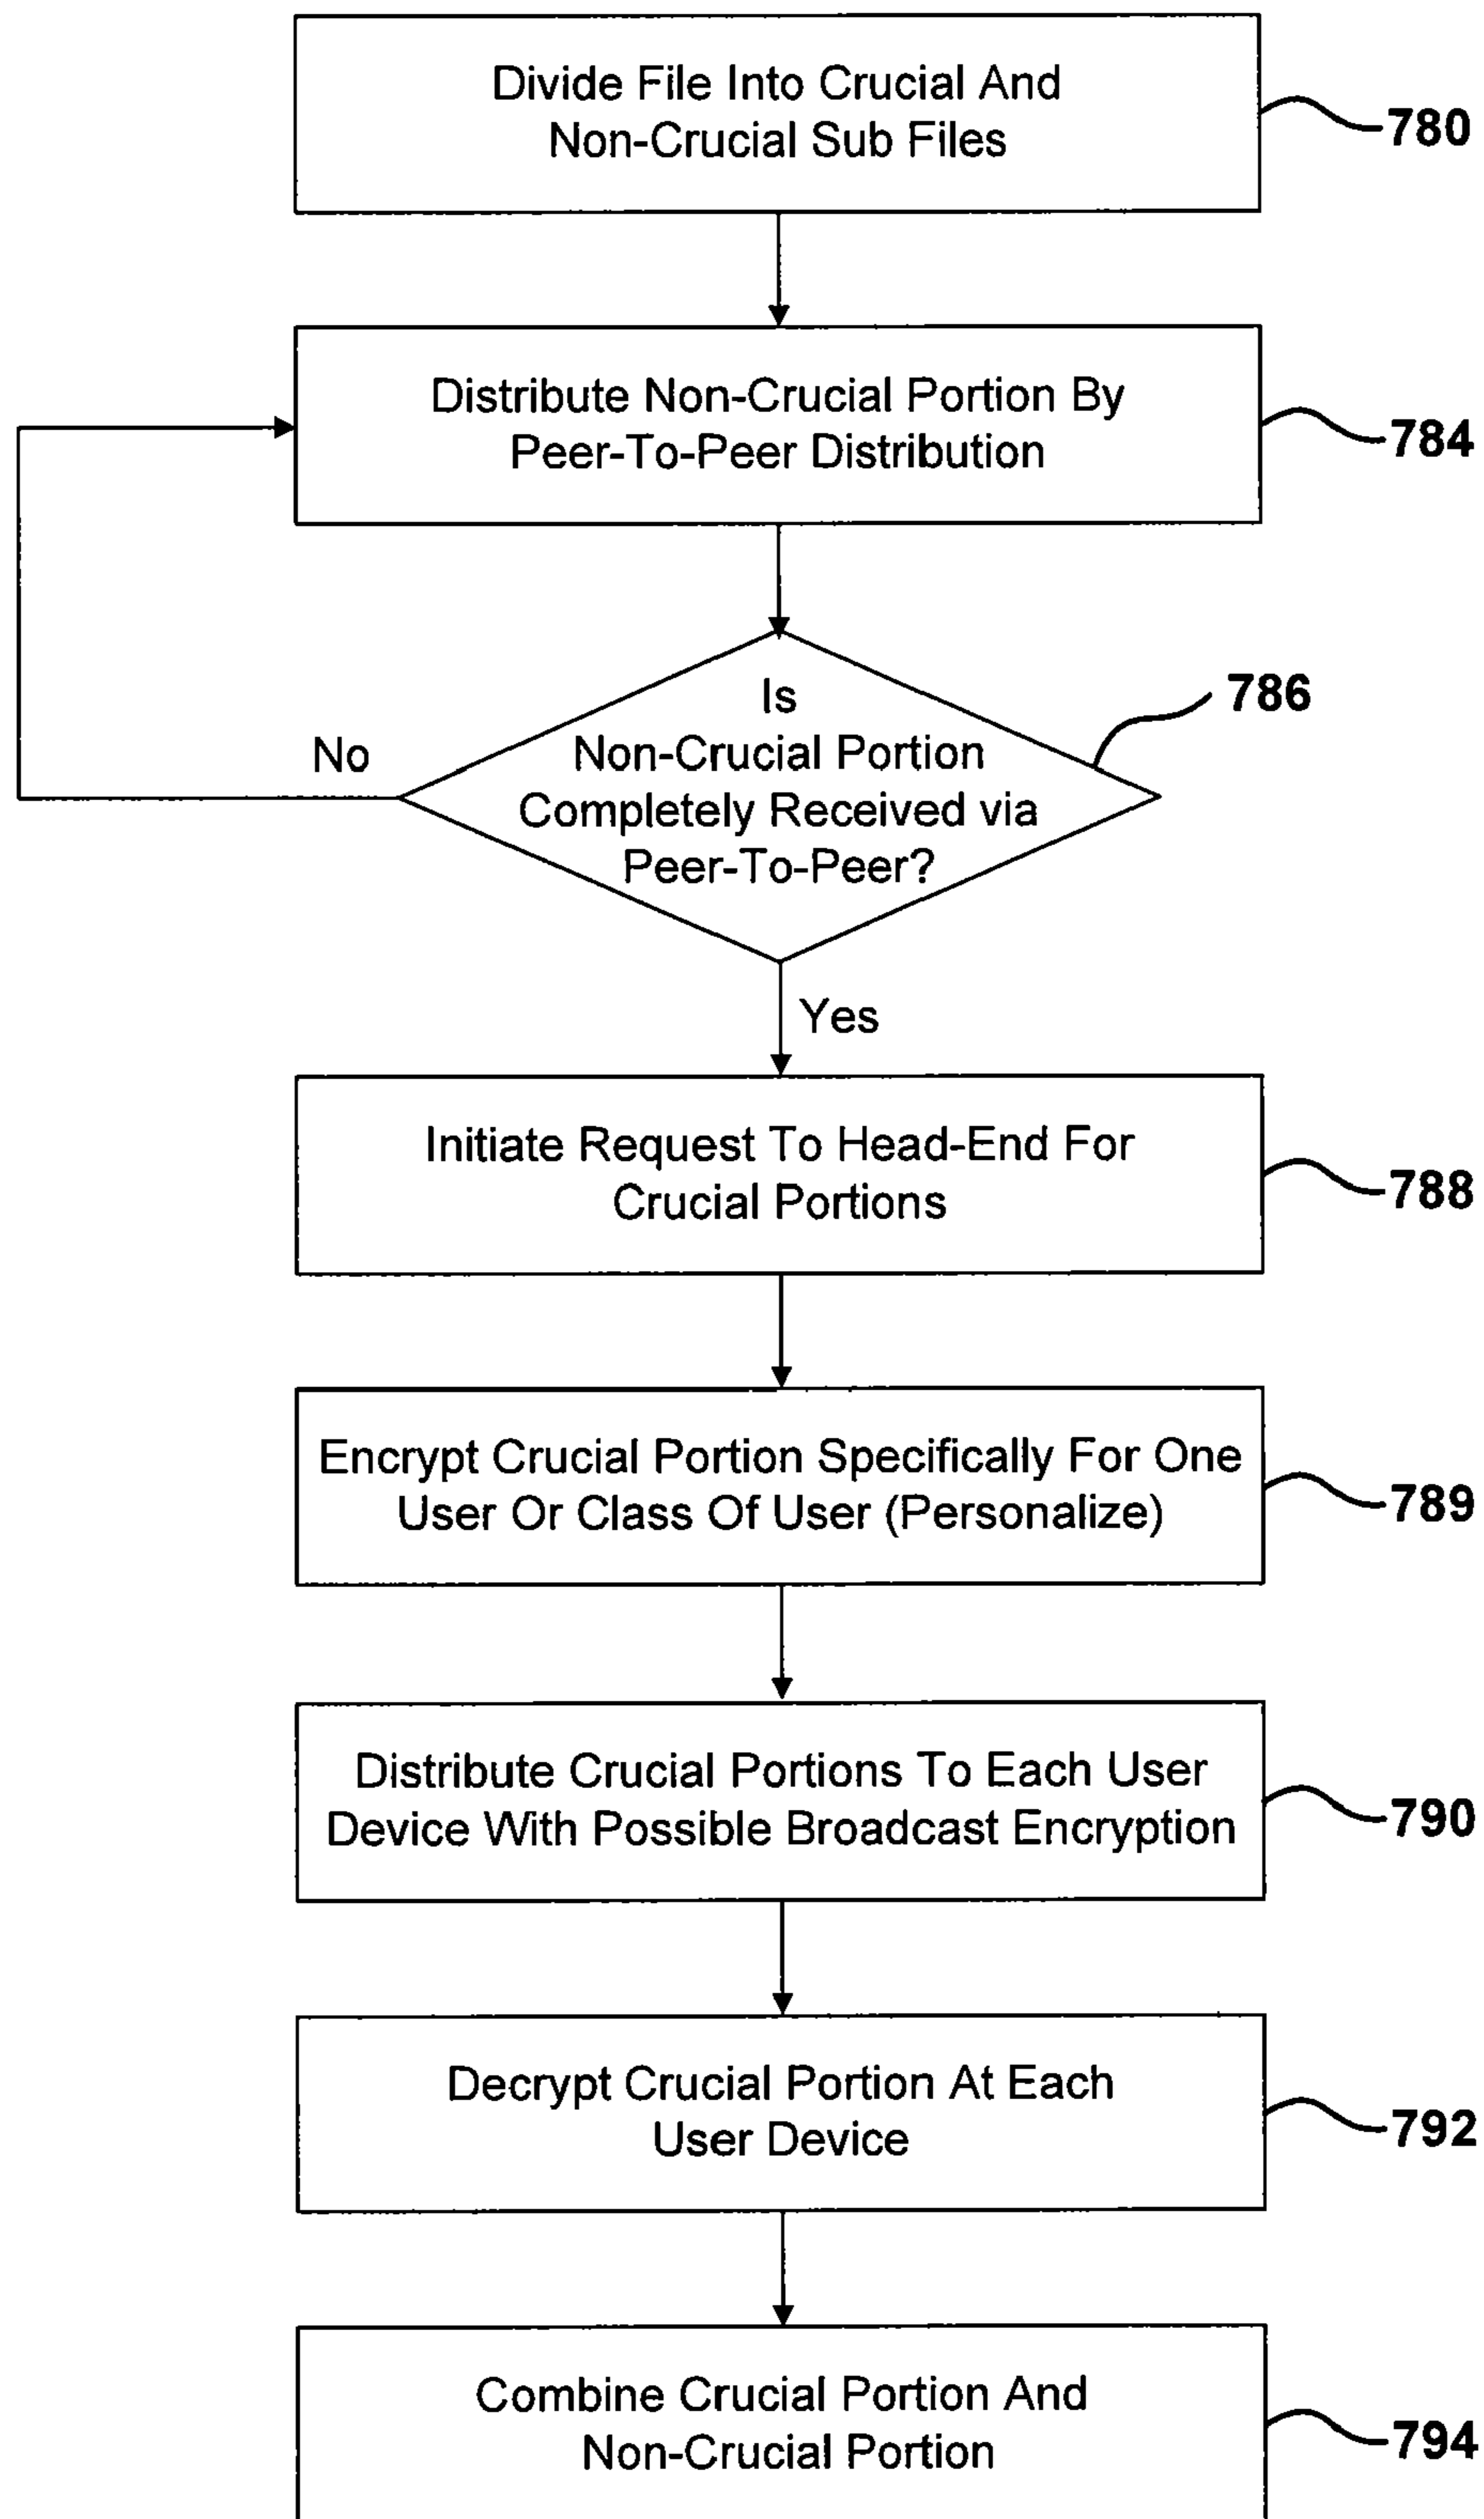 Divide File Into Crucial And
Non-Crucial Sub Files
780
Distribute Non-Crucial Portion By
Peer-To-Peer Distribution
784
Is
Non-Crucial Portion
Completely Received via
Peer-To-Peer?
786
No
Yes
Initiate Request To Head-End For
Crucial Portions
788
Encrypt Crucial Portion Specifically For One
User Or Class Of User (Personalize)
789
Distribute Crucial Portions To Each User
Device With Possible Broadcast Encryption
790
Decrypt Crucial Portion At Each
User Device
792
Combine Crucial Portion And
Non-Crucial Portion
794